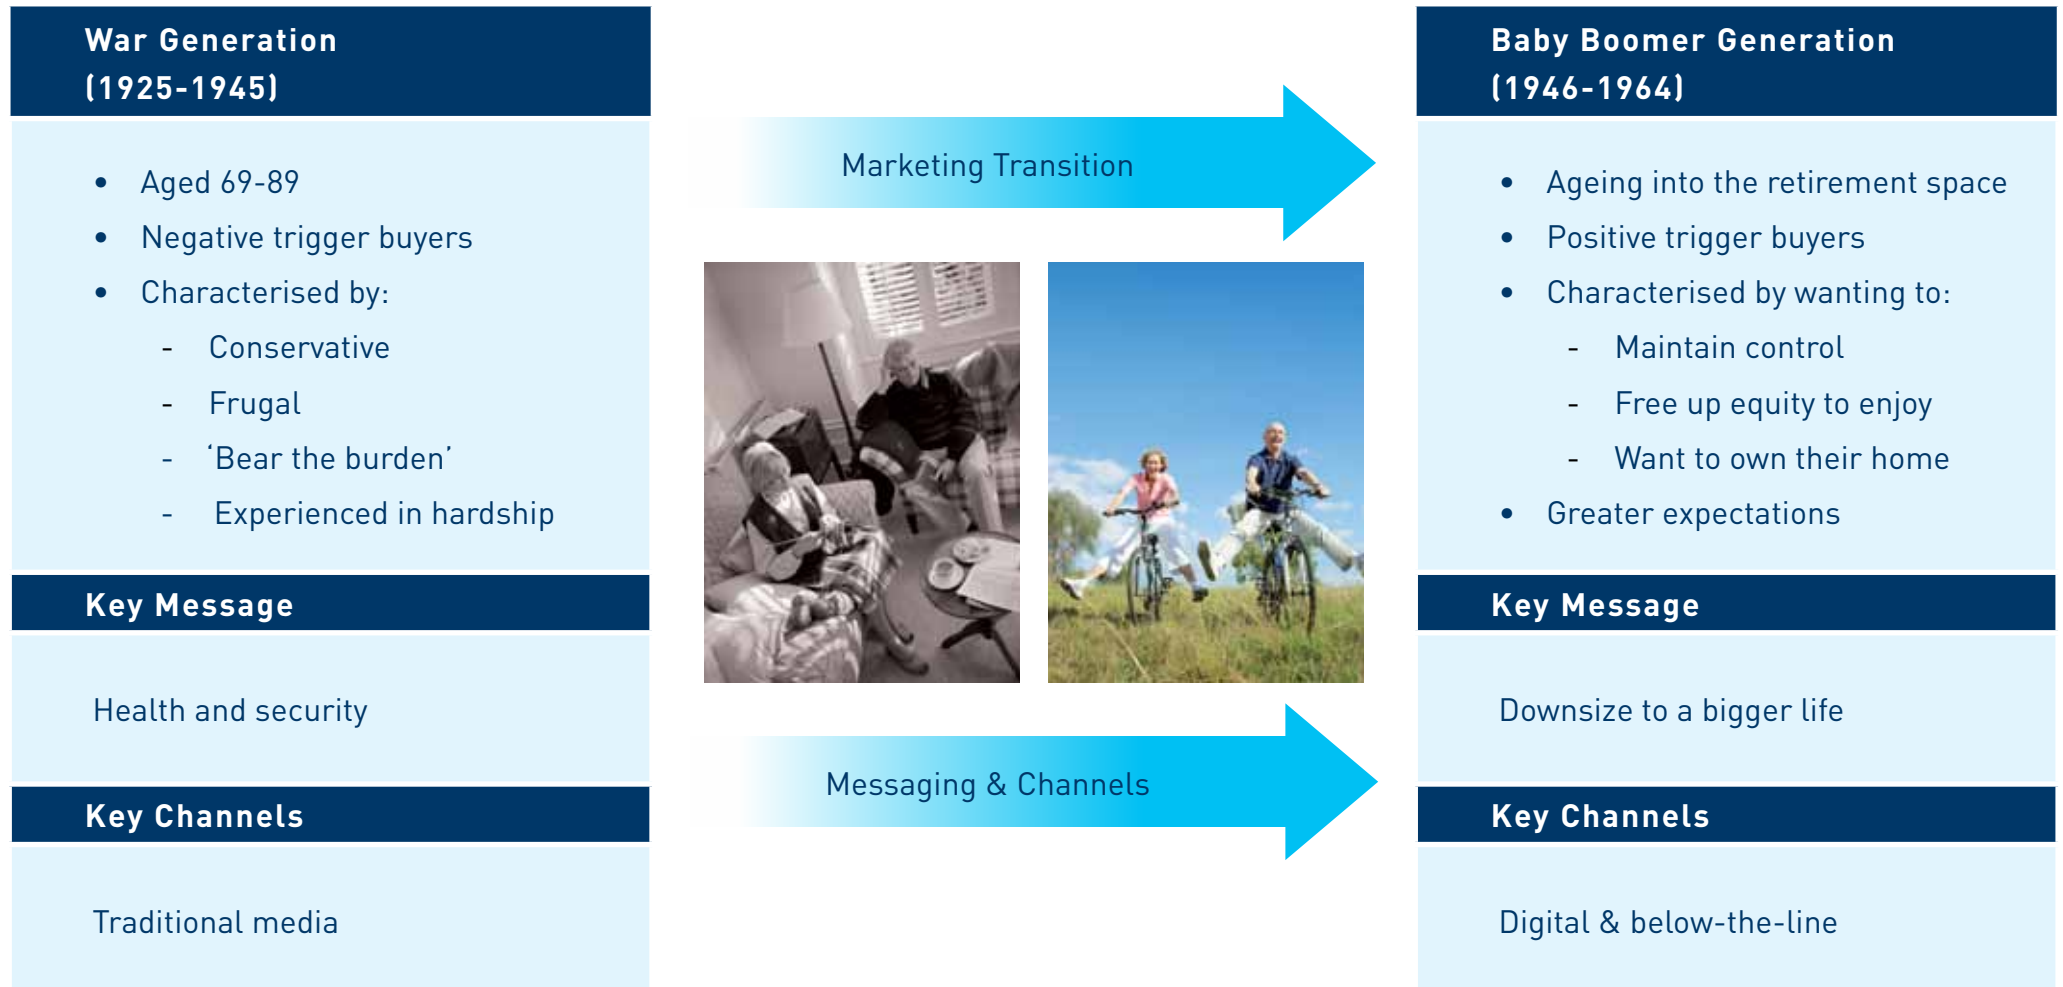 War Generation
(1925-1945)
• Aged 69-89
• Negative trigger buyers
• Characterised by:
- Conservative
- Frugal
- ‘Bear the burden’
- Experienced in hardship
Key Message
Health and security
Key Channels
Traditional media
Marketing Transition
Messaging & Channels
Baby Boomer Generation
(1946-1964)
• Ageing into the retirement space
• Positive trigger buyers
• Characterised by wanting to:
- Maintain control
- Free up equity to enjoy
- Want to own their home
• Greater expectations
Key Message
Downsize to a bigger life
Key Channels
Digital & below-the-line